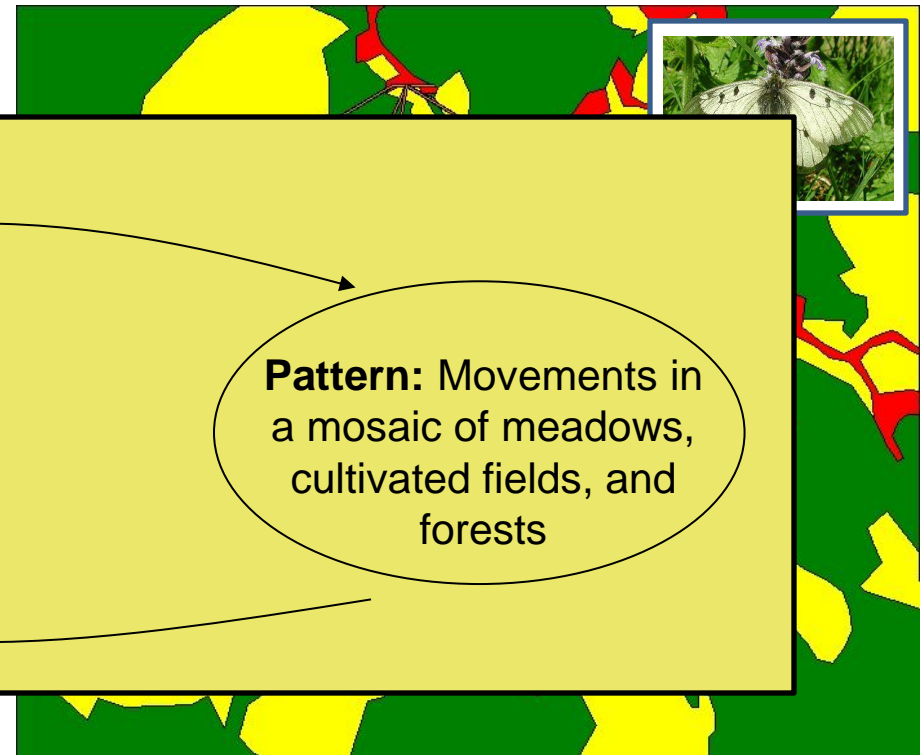 Pattern: Movements in
a mosaic of meadows,
cultivated fields, and
forests